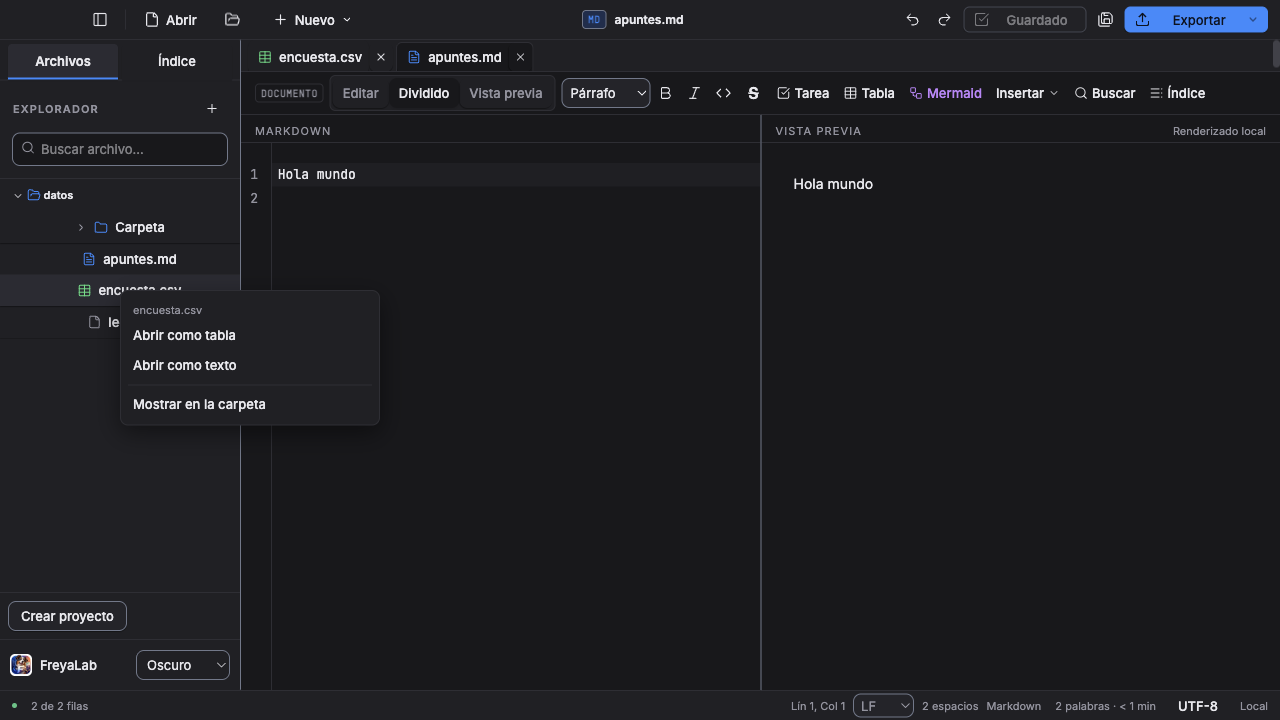 Abrir
Nuevo
MD apuntes.md
Guardado
Exportar
Archivos
Índice
encuesta.csv
apuntes.md
DOCUMENTO
Editar
Dividido
Vista previa
Párrafo
B
I
S
Tarea
Tabla
Mermaid
Insertar
Buscar
Índice
EXPLORADOR
Buscar archivo...
datos
Carpeta
apuntes.md
encuesta.csv
encuesta.csv
Abrir como tabla
Abrir como texto
Mostrar en la carpeta
MARKDOWN
1 Hola mundo
2
VISTA PREVIA
Renderizado local
Hola mundo
Crear proyecto
FreyaLab
Oscuro
2 de 2 filas
Lín 1, Col 1
LF
2 espacios
Markdown
2 palabras · < 1 min
UTF-8
Local